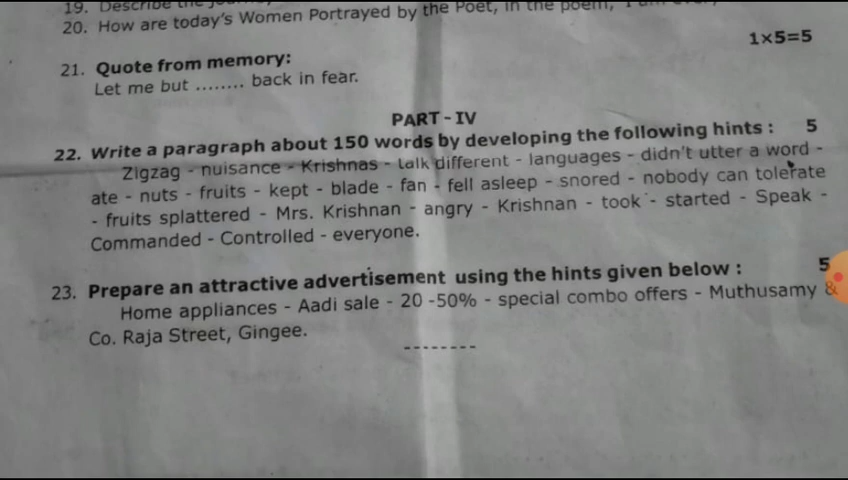 19. Describe the
20. How are today's Women Portrayed by the Poet, in the poem,
1×5=5
21. Quote from memory:
Let me but ........ back in fear.
PART - IV
22. Write a paragraph about 150 words by developing the following hints : 5
Zigzag - nuisance - Krishnas - talk different - languages - didn't utter a word -
ate - nuts - fruits - kept - blade - fan - fell asleep - snored - nobody can tolerate
- fruits splattered - Mrs. Krishnan - angry - Krishnan - took - started - Speak -
Commanded - Controlled - everyone.
23. Prepare an attractive advertisement using the hints given below : 5
Home appliances - Aadi sale - 20 -50% - special combo offers - Muthusamy &
Co. Raja Street, Gingee.
--------